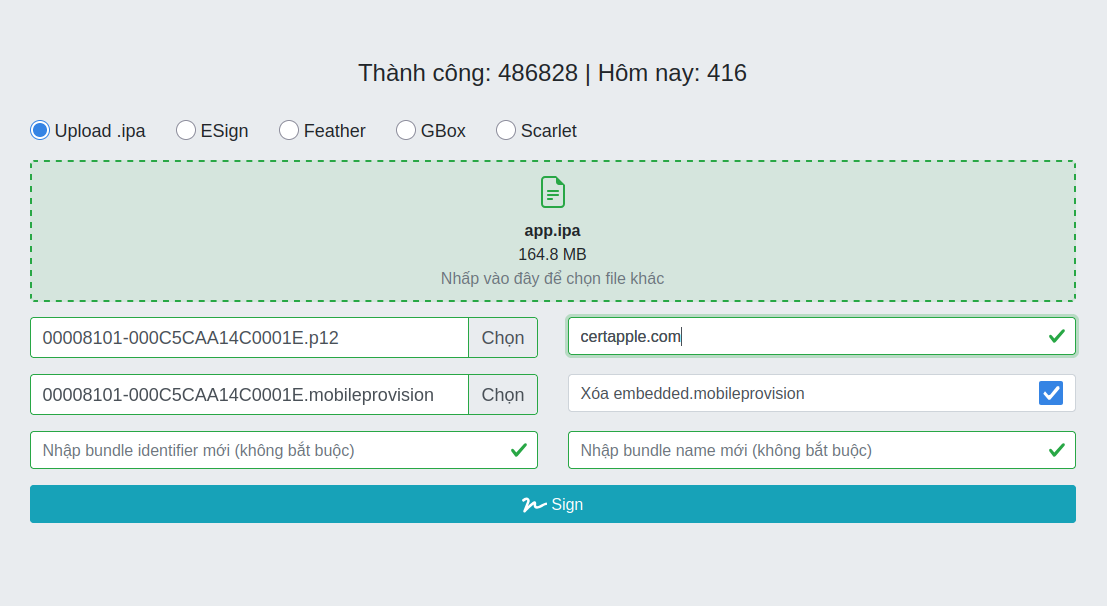 Thành công: 486828 | Hôm nay: 416
Upload .ipa ESign Feather GBox Scarlet
app.ipa
164.8 MB
Nhấp vào đây để chọn file khác
00008101-000C5CAA14C0001E.p12 Chọn certapple.com
00008101-000C5CAA14C0001E.mobileprovision Chọn Xóa embedded.mobileprovision
Nhập bundle identifier mới (không bắt buộc) Nhập bundle name mới (không bắt buộc)
Sign